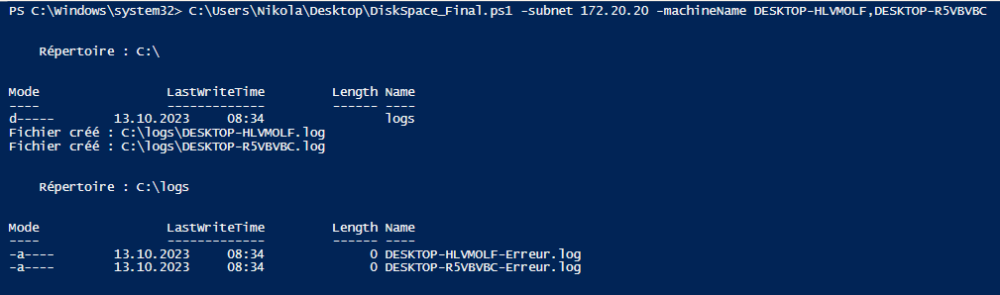 PS C:\Windows\system32> C:\Users\Nikola\Desktop\DiskSpace_Final.ps1 -subnet 172.20.20 -machineName DESKTOP-HLVMOLF,DESKTOP-R5VBVBC
Répertoire : C:\
Mode LastWriteTime Length Name
---- ------------- ------ ----
d----- 13.10.2023 08:34 logs
Fichier créé : C:\logs\DESKTOP-HLVMOLF.log
Fichier créé : C:\logs\DESKTOP-R5VBVBC.log
Répertoire : C:\logs
Mode LastWriteTime Length Name
---- ------------- ------ ----
-a---- 13.10.2023 08:34 0 DESKTOP-HLVMOLF-Erreur.log
-a---- 13.10.2023 08:34 0 DESKTOP-R5VBVBC-Erreur.log